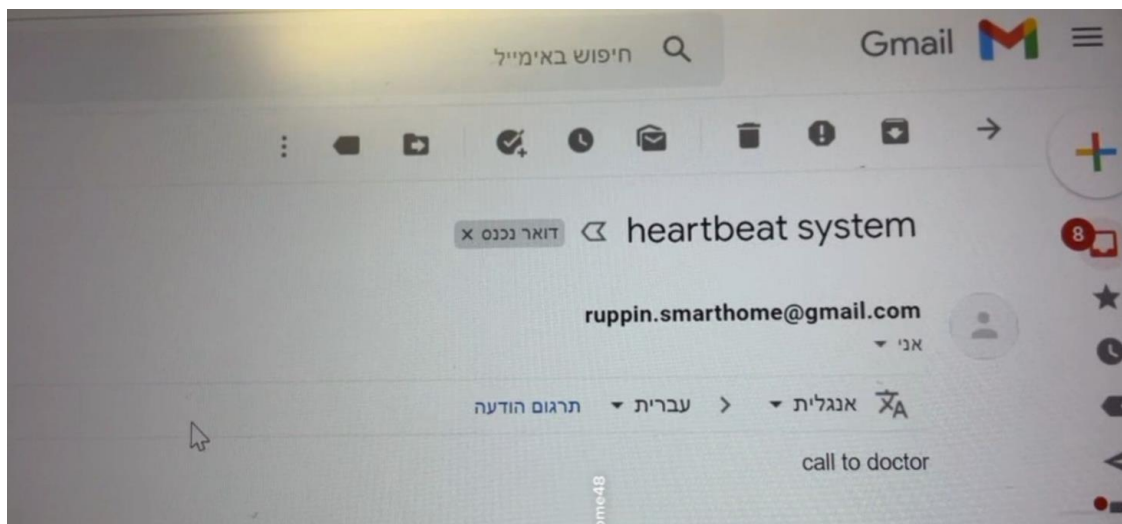 Gmail
חיפוש באימייל
heartbeat system
דואר נכנס ×
8
ruppin.smarthome@gmail.com
אני
אנגלית > עברית תרגום הודעה
call to doctor
ome48